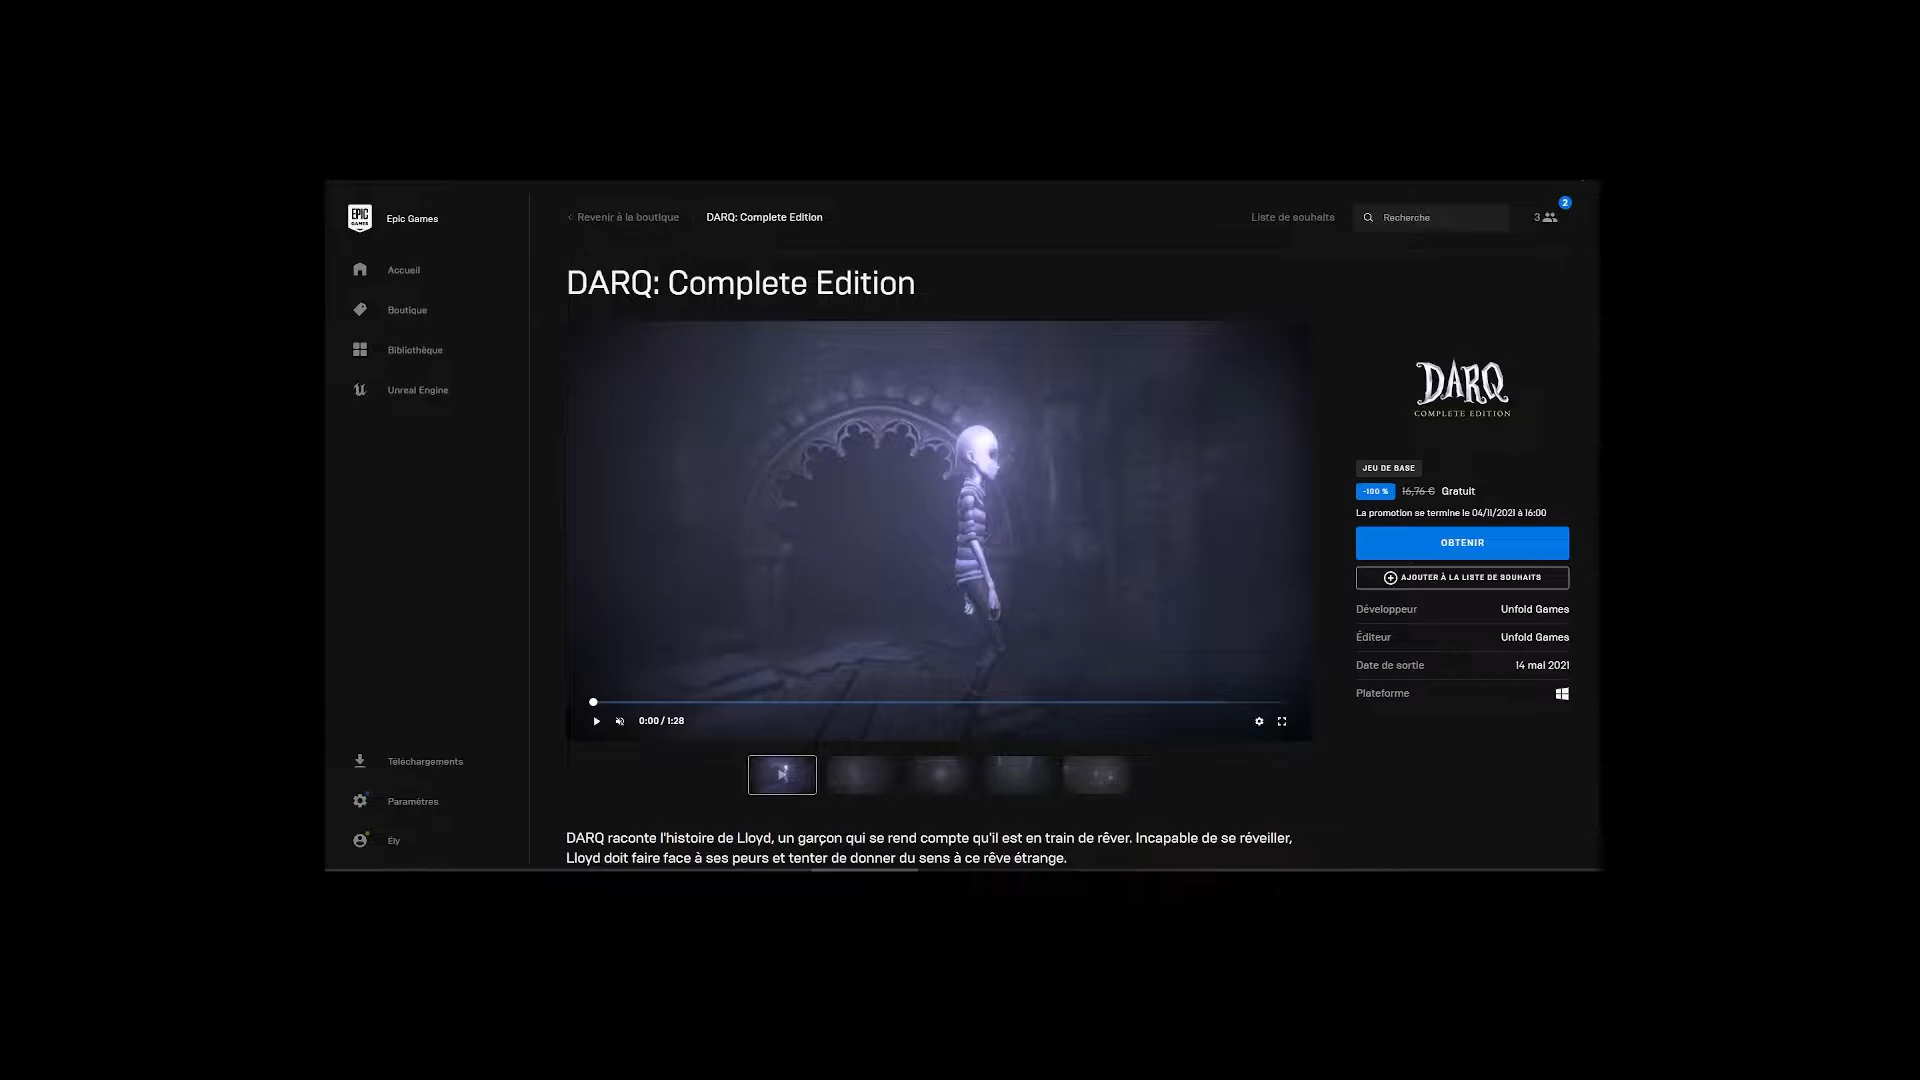 EPIC GAMES
Epic Games
Accueil
Boutique
Bibliothèque
Unreal Engine
Téléchargements
Paramètres
Ély
Revenir à la boutique
DARQ: Complete Edition
Liste de souhaits
Recherche
3
2
DARQ: Complete Edition
0:00 / 1:28
DARQ raconte l'histoire de Lloyd, un garçon qui se rend compte qu'il est en train de rêver. Incapable de se réveiller,
Lloyd doit faire face à ses peurs et tenter de donner du sens à ce rêve étrange.
DARQ
COMPLETE EDITION
JEU DE BASE
-100 % 16,76 € Gratuit
La promotion se termine le 04/11/2021 à 16:00
OBTENIR
AJOUTER À LA LISTE DE SOUHAITS
Développeur Unfold Games
Éditeur Unfold Games
Date de sortie 14 mai 2021
Plateforme